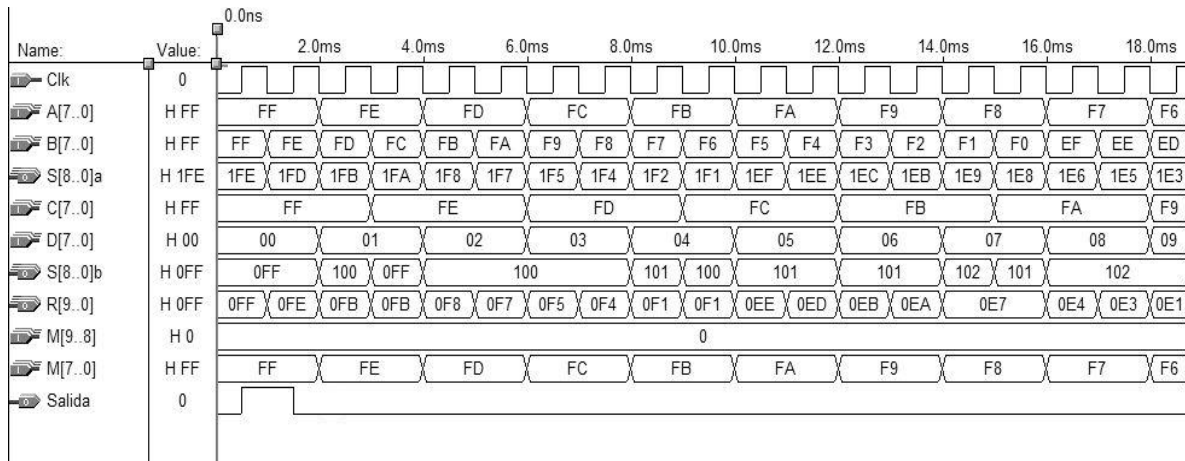 0.0ns
Name: Value: 2.0ms 4.0ms 6.0ms 8.0ms 10.0ms 12.0ms 14.0ms 16.0ms 18.0ms
Clk 0
A[7..0] H FF FF FE FD FC FB FA F9 F8 F7 F6
B[7..0] H FF FF FE FD FC FB FA F9 F8 F7 F6 F5 F4 F3 F2 F1 F0 EF EE ED
S[8..0]a H 1FE 1FE 1FD 1FB 1FA 1F8 1F7 1F5 1F4 1F2 1F1 1EF 1EE 1EC 1EB 1E9 1E8 1E6 1E5 1E3
C[7..0] H FF FF FE FD FC FB FA F9
D[7..0] H 00 00 01 02 03 04 05 06 07 08 09
S[8..0]b H 0FF 0FF 100 0FF 100 101 100 101 101 102 101 102
R[9..0] H 0FF 0FF 0FE 0FB 0FB 0F8 0F7 0F5 0F4 0F1 0F1 0EE 0ED 0EB 0EA 0E7 0E4 0E3 0E1
M[9..8] H 0 0
M[7..0] H FF FF FE FD FC FB FA F9 F8 F7 F6
Salida 0